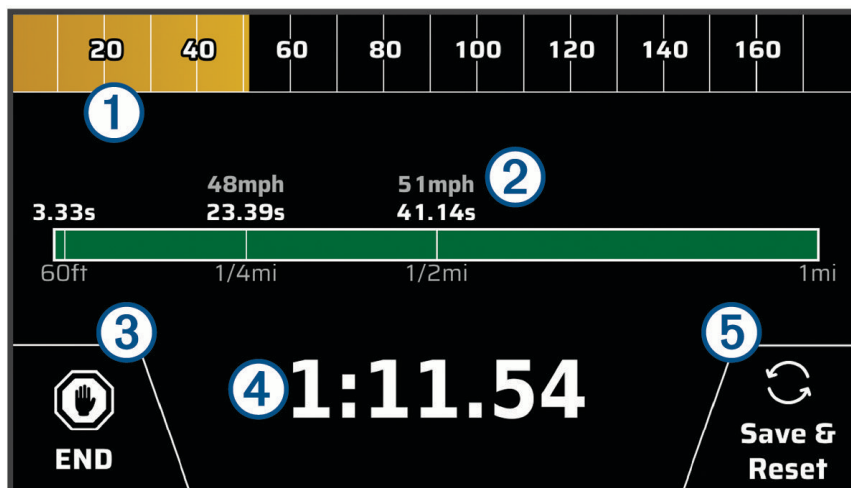 20 40 60 80 100 120 140 160
1
48mph 51mph 2
3.33s 23.39s 41.14s
60ft 1/4mi 1/2mi 1mi
3 5
4 1:11.54
END
Save &
Reset